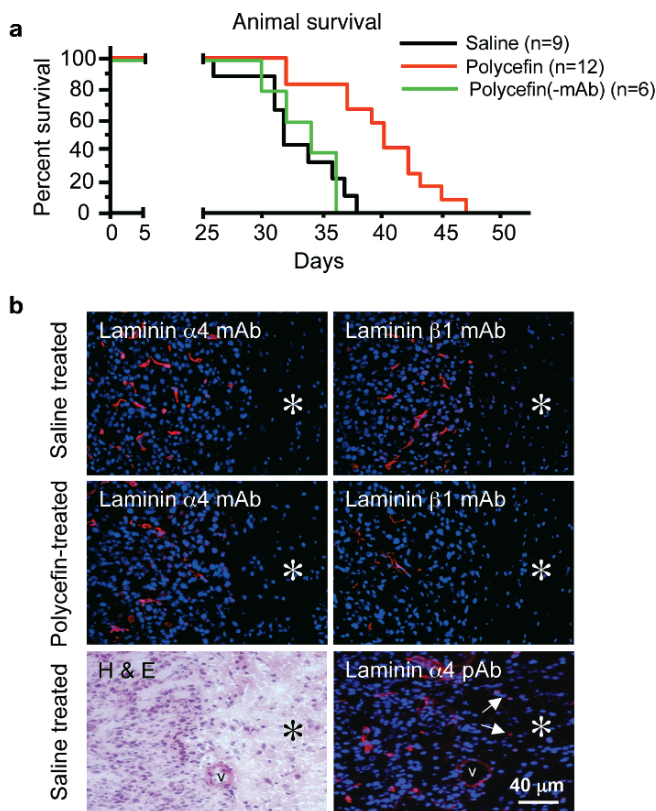 a
Animal survival
Saline (n=9)
Polycefin (n=12)
Polycefin(-mAb) (n=6)
Percent survival
100
80
60
40
20
0
0 5 25 30 35 40 45 50
Days
b
Saline treated
Laminin α4 mAb
*
Laminin β1 mAb
*
Polycefin-treated
Laminin α4 mAb
*
Laminin β1 mAb
*
Saline treated
H & E
*
v
Laminin α4 pAb
*
v
40 μm